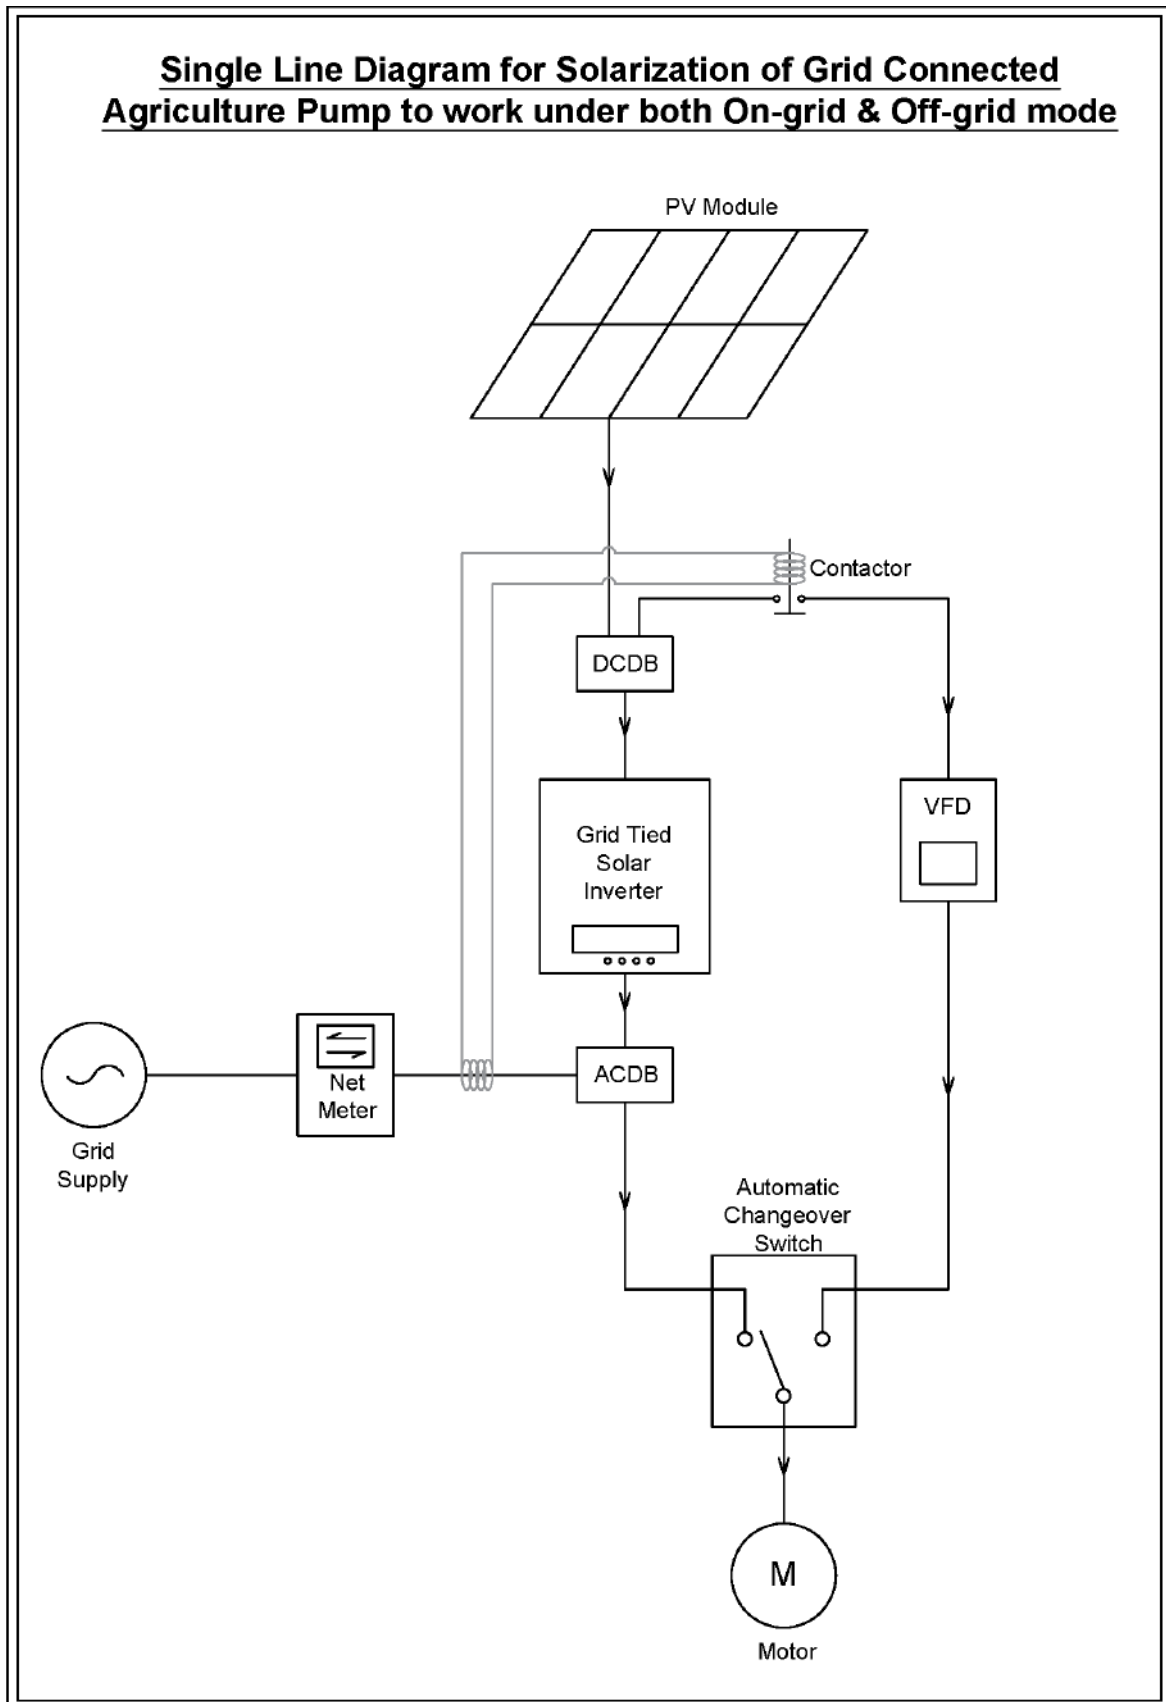 Single Line Diagram for Solarization of Grid Connected
Agriculture Pump to work under both On-grid & Off-grid mode
PV Module
Contactor
DCDB
VFD
Grid Tied
Solar
Inverter
Net
Meter
ACDB
Grid
Supply
Automatic
Changeover
Switch
M
Motor